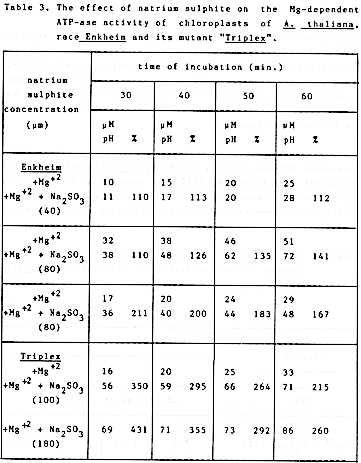 Table 3. The effect of natrium sulphite on the Mg-dependent
ATP-ase activity of chloroplasts of A. thaliana,
race Enkheim and its mutant "Triplex".
time of incubation (min.)
natrium
sulphite
concentration
(µm)
30 40 50 60
µM µM µM µM
pH % pH % pH % pH %
Enkheim
+Mg+2 10 15 20 25
+Mg+2 + Na2SO3 11 110 17 113 20 28 112
(40)
+Mg+2 32 38 46 51
+Mg+2 + Na2SO3 38 110 48 126 62 135 72 141
(80)
+Mg+2 17 20 24 29
+Mg+2 + Na2SO3 36 211 40 200 44 183 48 167
(80)
Triplex
+Mg+2 16 20 25 33
+Mg+2 + Na2SO3 56 350 59 295 66 264 71 215
(100)
+Mg+2 + Na2SO3 69 431 71 355 73 292 86 260
(180)